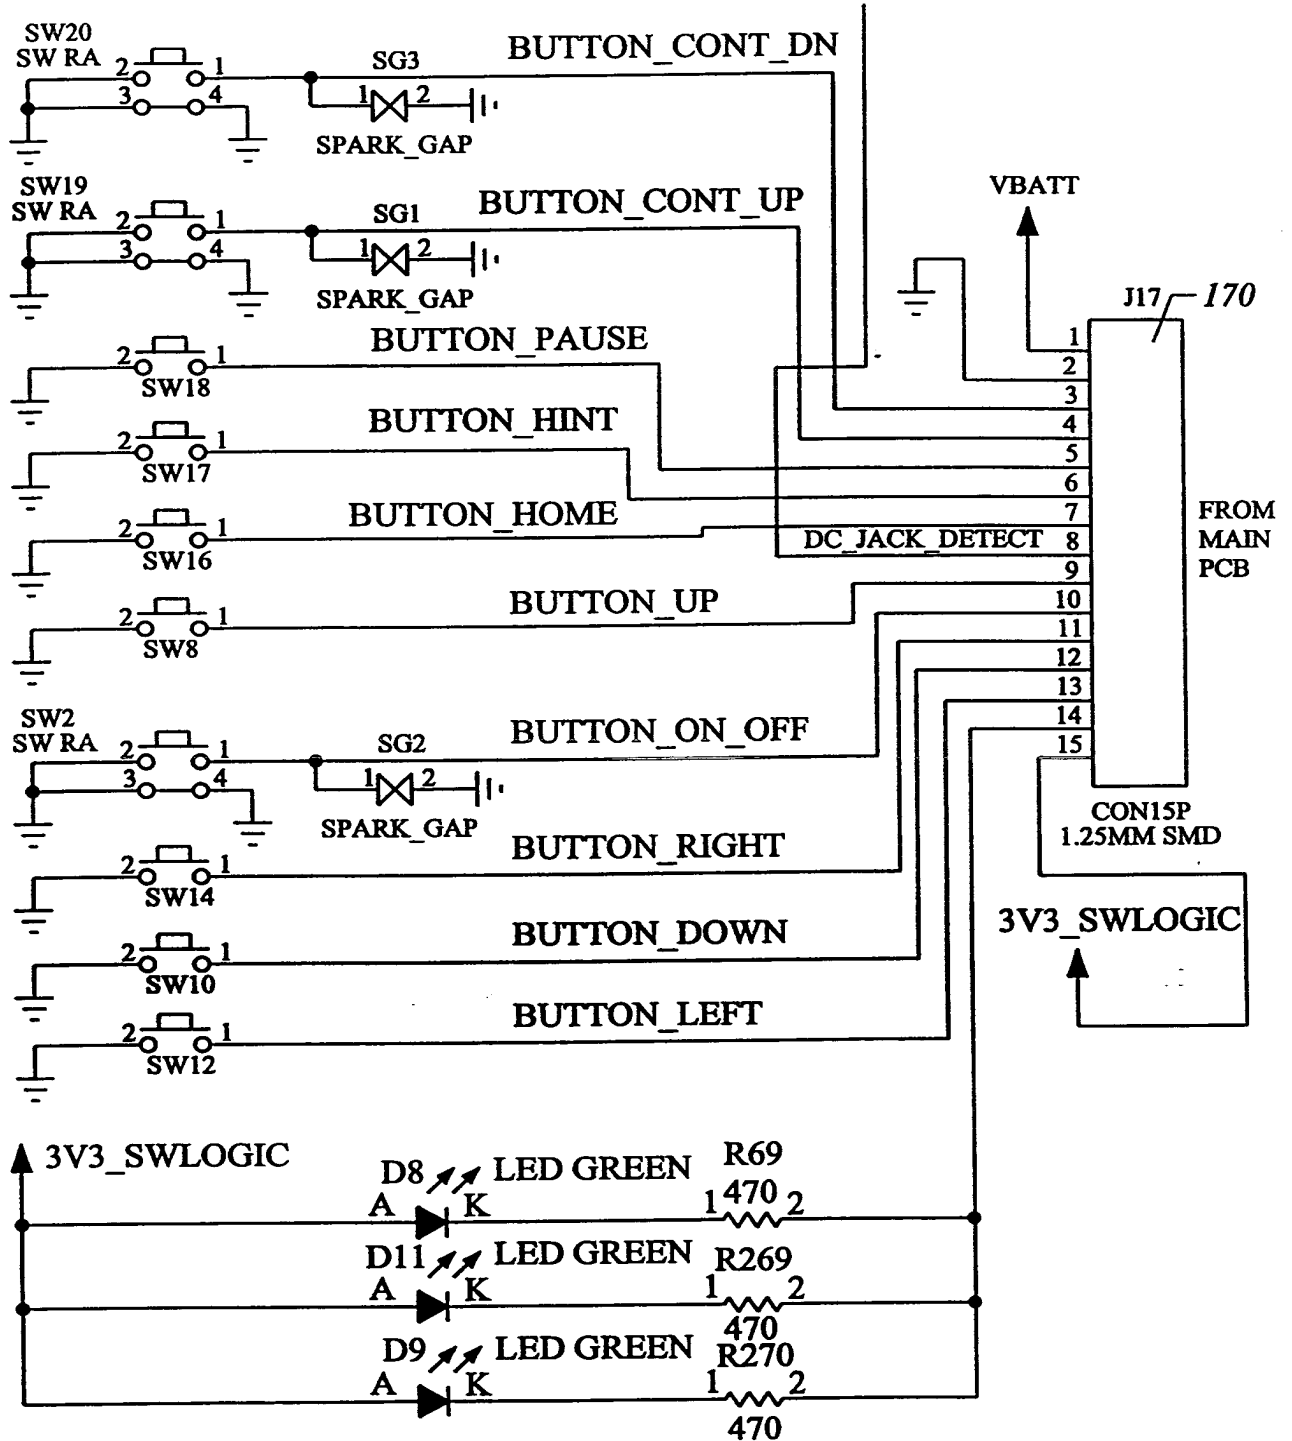 SW20
SW RA
2 1
3 4
SG3
1 2
SPARK_GAP
BUTTON_CONT_DN
SW19
SW RA
2 1
3 4
SG1
1 2
SPARK_GAP
BUTTON_CONT_UP
VBATT
J17 170
BUTTON_PAUSE
2 1
SW18
BUTTON_HINT
2 1
SW17
BUTTON_HOME
2 1
SW16
DC_JACK_DETECT
BUTTON_UP
2 1
SW8
1
2
3
4
5
6
7
8
9
10
11
12
13
14
15
FROM
MAIN
PCB
CON15P
1.25MM SMD
3V3_SWLOGIC
SW2
SW RA
2 1
3 4
SG2
1 2
SPARK_GAP
BUTTON_ON_OFF
BUTTON_RIGHT
2 1
SW14
BUTTON_DOWN
2 1
SW10
BUTTON_LEFT
2 1
SW12
3V3_SWLOGIC
D8 LED GREEN R69
A K 1 470 2
D11 LED GREEN R269
A K 1 2
470
D9 LED GREEN R270
A K 1 2
470